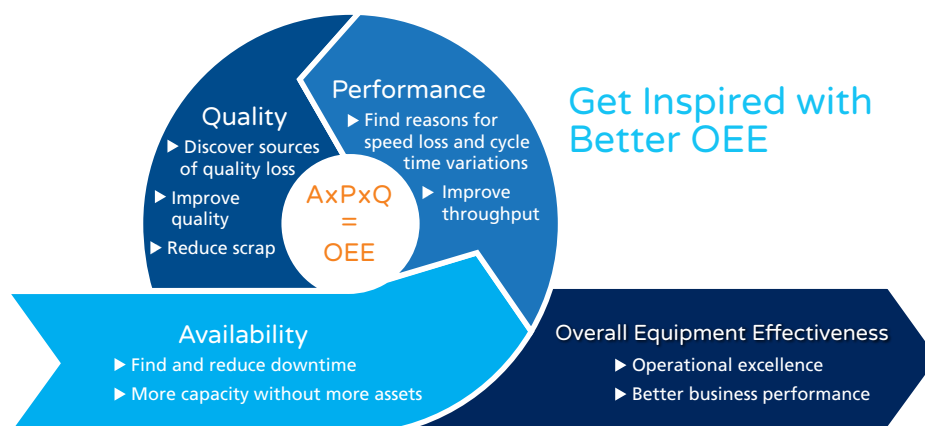 Get Inspired with
Better OEE
Performance
▶ Find reasons for
speed loss and cycle
time variations
▶ Improve
throughput
Quality
▶ Discover sources
of quality loss
▶ Improve
quality
▶ Reduce scrap
AxPxQ
=
OEE
Availability
▶ Find and reduce downtime
▶ More capacity without more assets
Overall Equipment Effectiveness
▶ Operational excellence
▶ Better business performance